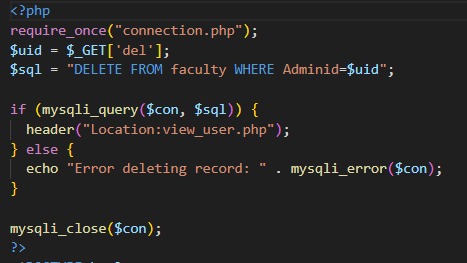 <?php
require_once("connection.php");
$uid = $_GET['del'];
$sql = "DELETE FROM faculty WHERE Adminid=$uid";

if (mysqli_query($con, $sql)) {
  header("Location:view_user.php");
} else {
  echo "Error deleting record: " . mysqli_error($con);
}

mysqli_close($con);
?>